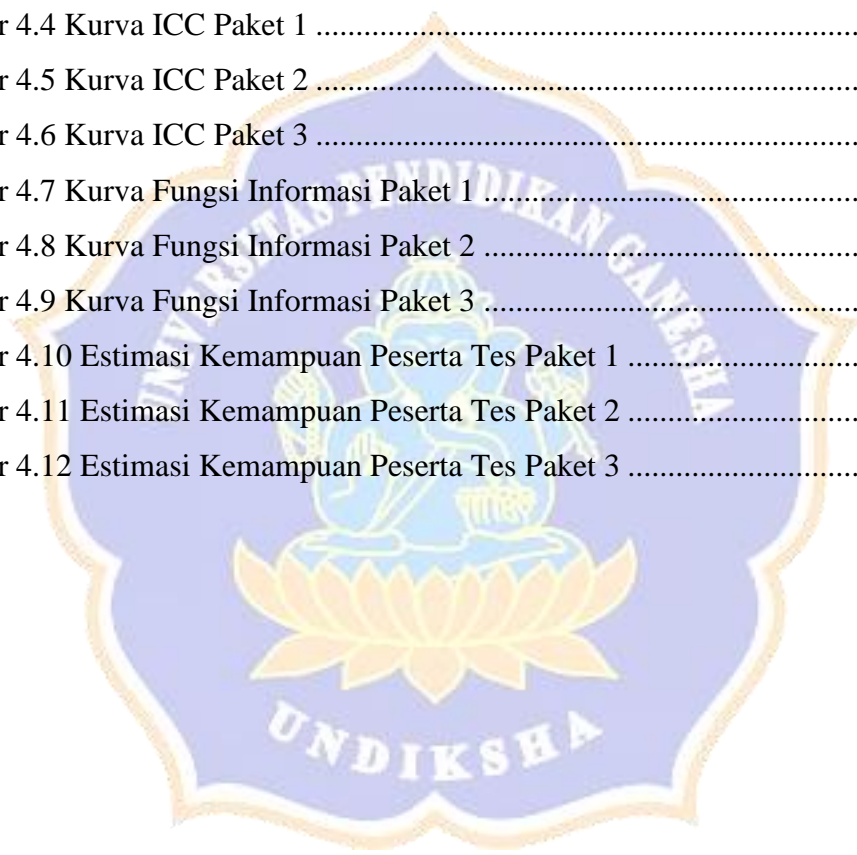 r 4.4 Kurva ICC Paket 1 ....................................................................
r 4.5 Kurva ICC Paket 2 ....................................................................
r 4.6 Kurva ICC Paket 3 ....................................................................
r 4.7 Kurva Fungsi Informasi Paket 1 ...............................................
r 4.8 Kurva Fungsi Informasi Paket 2 ...............................................
r 4.9 Kurva Fungsi Informasi Paket 3 ...............................................
r 4.10 Estimasi Kemampuan Peserta Tes Paket 1 .............................
r 4.11 Estimasi Kemampuan Peserta Tes Paket 2 .............................
r 4.12 Estimasi Kemampuan Peserta Tes Paket 3 .............................
UNIVERSITAS PENDIDIKAN GANESHA
UNDIKSHA